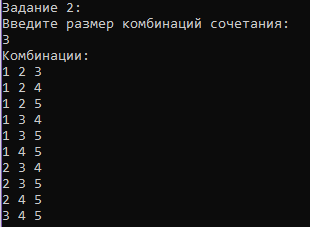 Задание 2:
Введите размер комбинаций сочетания:
3
Комбинации:
1 2 3
1 2 4
1 2 5
1 3 4
1 3 5
1 4 5
2 3 4
2 3 5
2 4 5
3 4 5